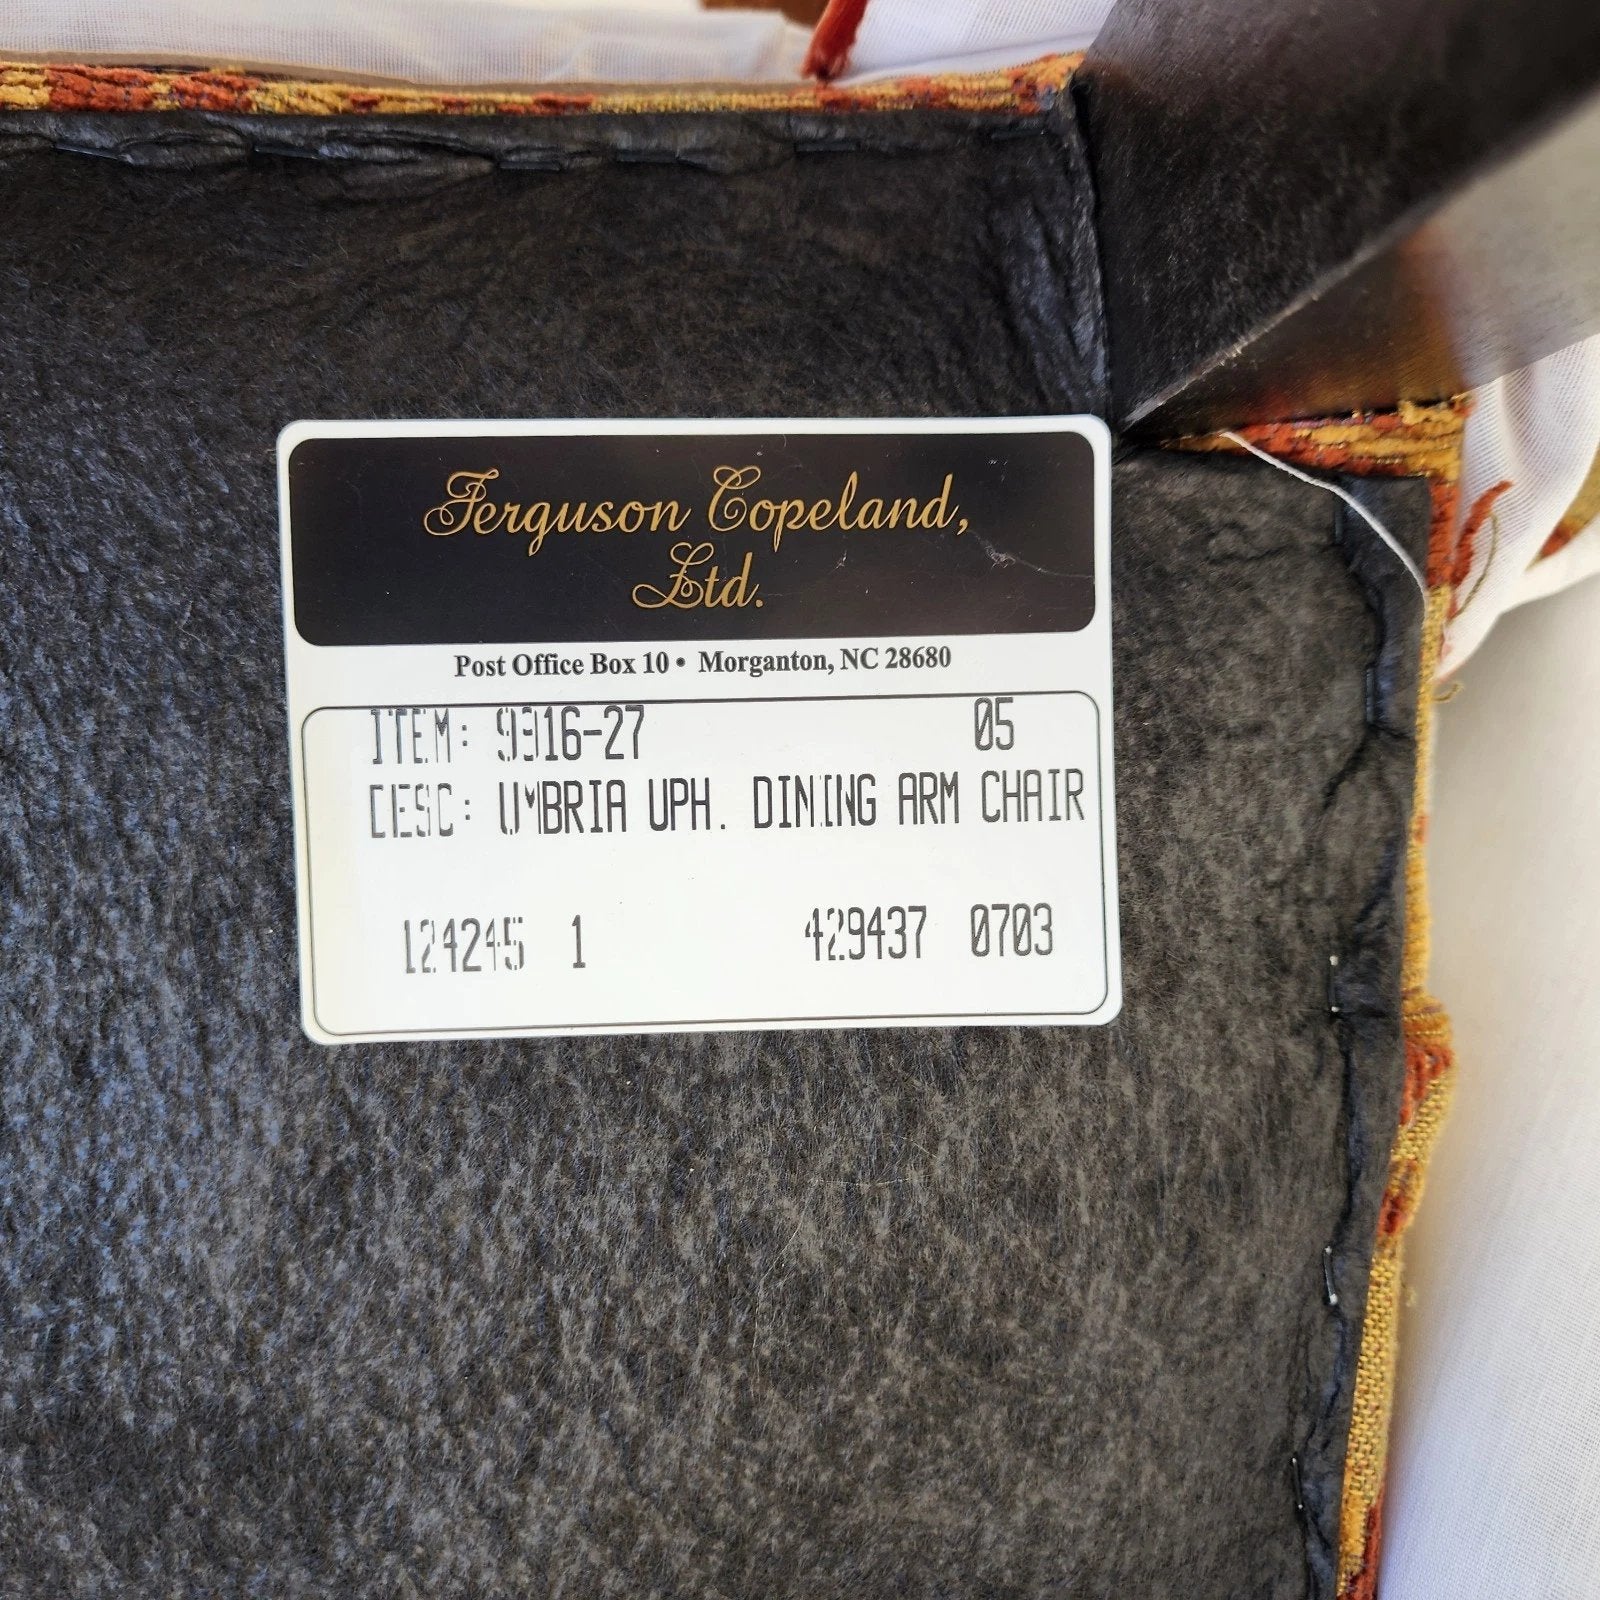 Ferguson Copeland,
Ltd.
Post Office Box 10 • Morganton, NC 28680
ITEM: 9316-27 05
DESC: UMBRIA UPH. DINING ARM CHAIR
124245 1 429437 0703